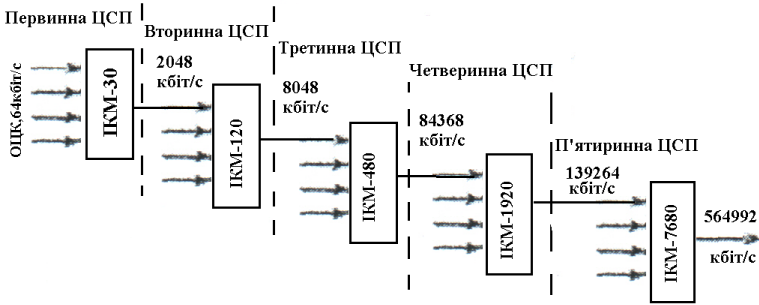 Первинна ЦСП
ОЦК,64кбіт/с
ІКМ-30
Вторинна ЦСП
2048
кбіт/с
ІКМ-120
Третинна ЦСП
8048
кбіт/с
ІКМ-480
Четверинна ЦСП
84368
кбіт/с
ІКМ-1920
П'ятиринна ЦСП
139264
кбіт/с
ІКМ-7680
564992
кбіт/с